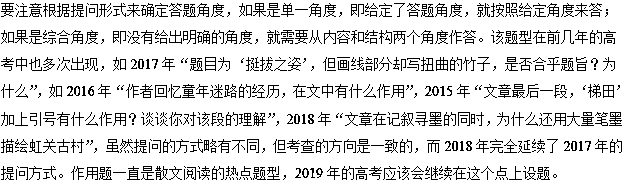 要注意根据提问形式来确定答题角度，如果是单一角度，即给定了答题角度，就按照给定角度来答；
如果是综合角度，即没有给出明确的角度，就需要从内容和结构两个角度作答。该题型在前几年的高
考中也多次出现，如 2017 年“题目为‘挺拔之姿’，但画线部分却写扭曲的竹子，是否合乎题旨？为
什么”，如 2016 年“作者回忆童年迷路的经历，在文中有什么作用”，2015 年“文章最后一段，‘梯田’
加上引号有什么作用？谈谈你对该段的理解”，2018 年“文章在记叙寻墨的同时，为什么还用大量笔墨
描绘虹关古村”，虽然提问的方式略有不同，但考查的方向是一致的，而 2018 年完全延续了 2017 年的
提问方式。作用题一直是散文阅读的热点题型，2019 年的高考应该会继续在这个点上设题。